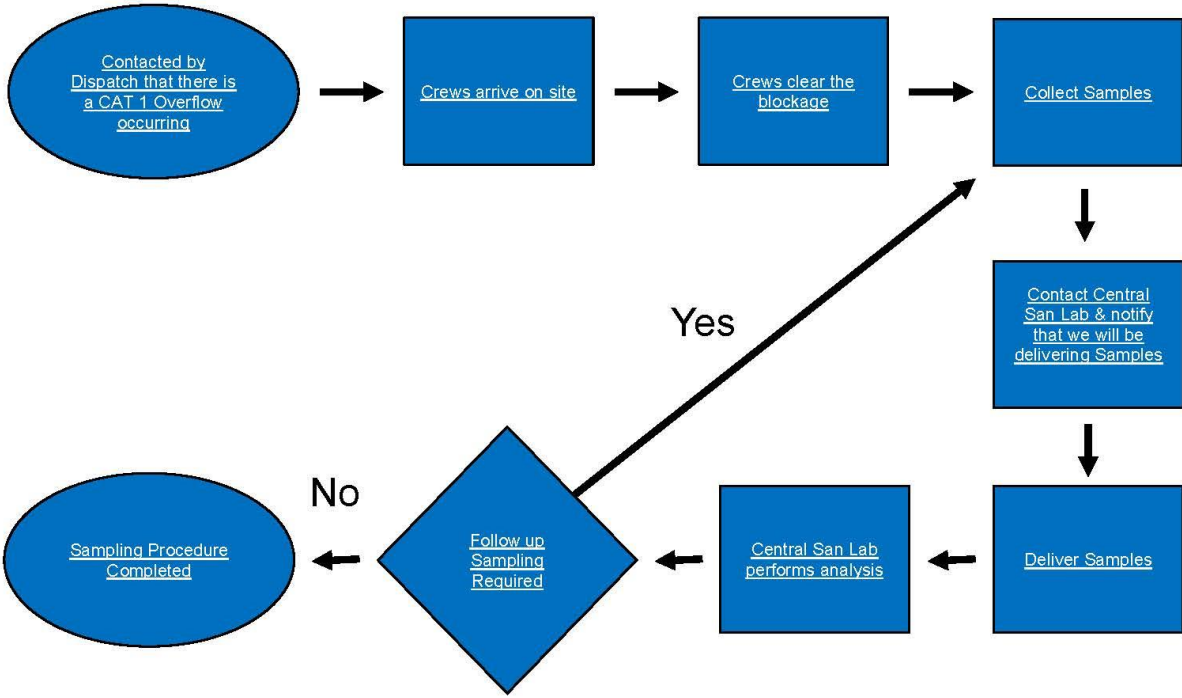 Contacted by
Dispatch that there is
a CAT 1 Overflow
occurring
Crews arrive on site
Crews clear the
blockage
Collect Samples
Contact Central
San Lab & notify
that we will be
delivering Samples
Yes
No
Deliver Samples
Central San Lab
performs analysis
Follow up
Sampling
Required
Sampling Procedure
Completed